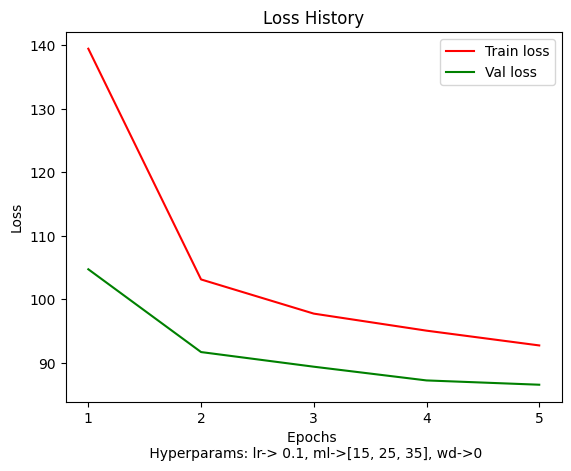 Loss History
Train loss
Val loss
140
130
120
110
100
90
Loss
1
2
3
4
5
Epochs
Hyperparams: lr-> 0.1, ml->[15, 25, 35], wd->0